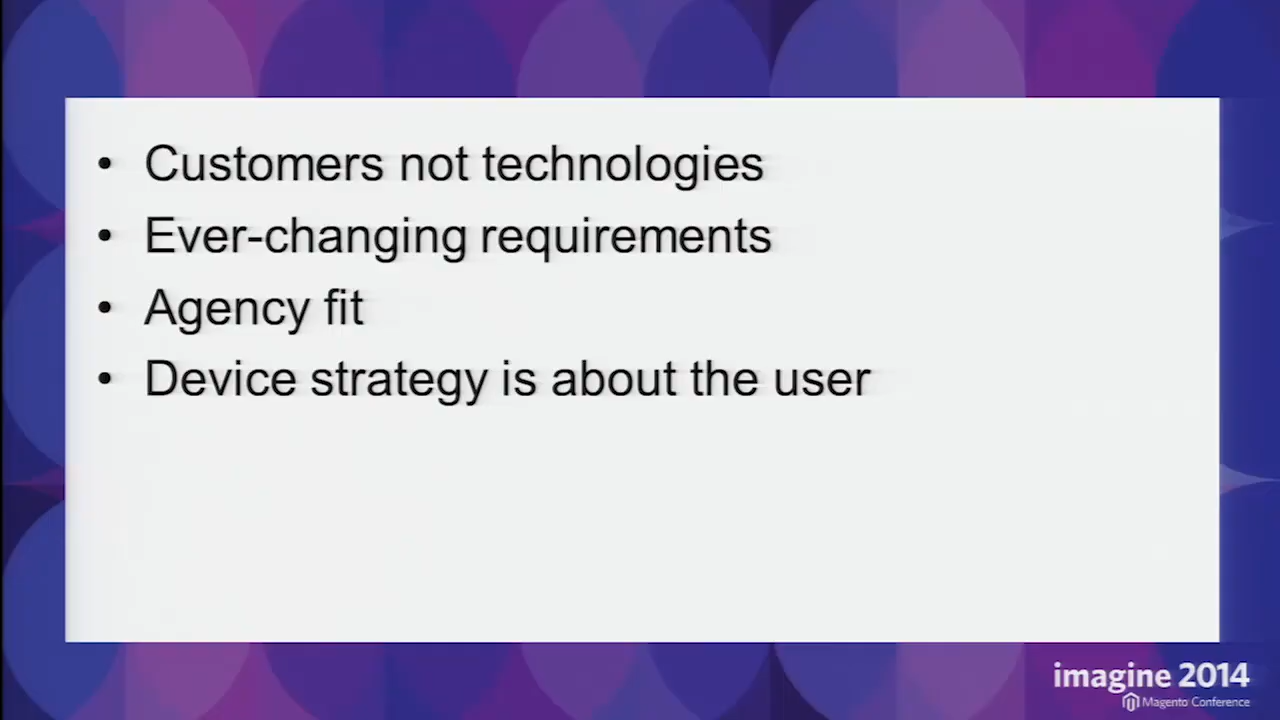 • Customers not technologies
• Ever-changing requirements
• Agency fit
• Device strategy is about the user
imagine 2014
Magento Conference